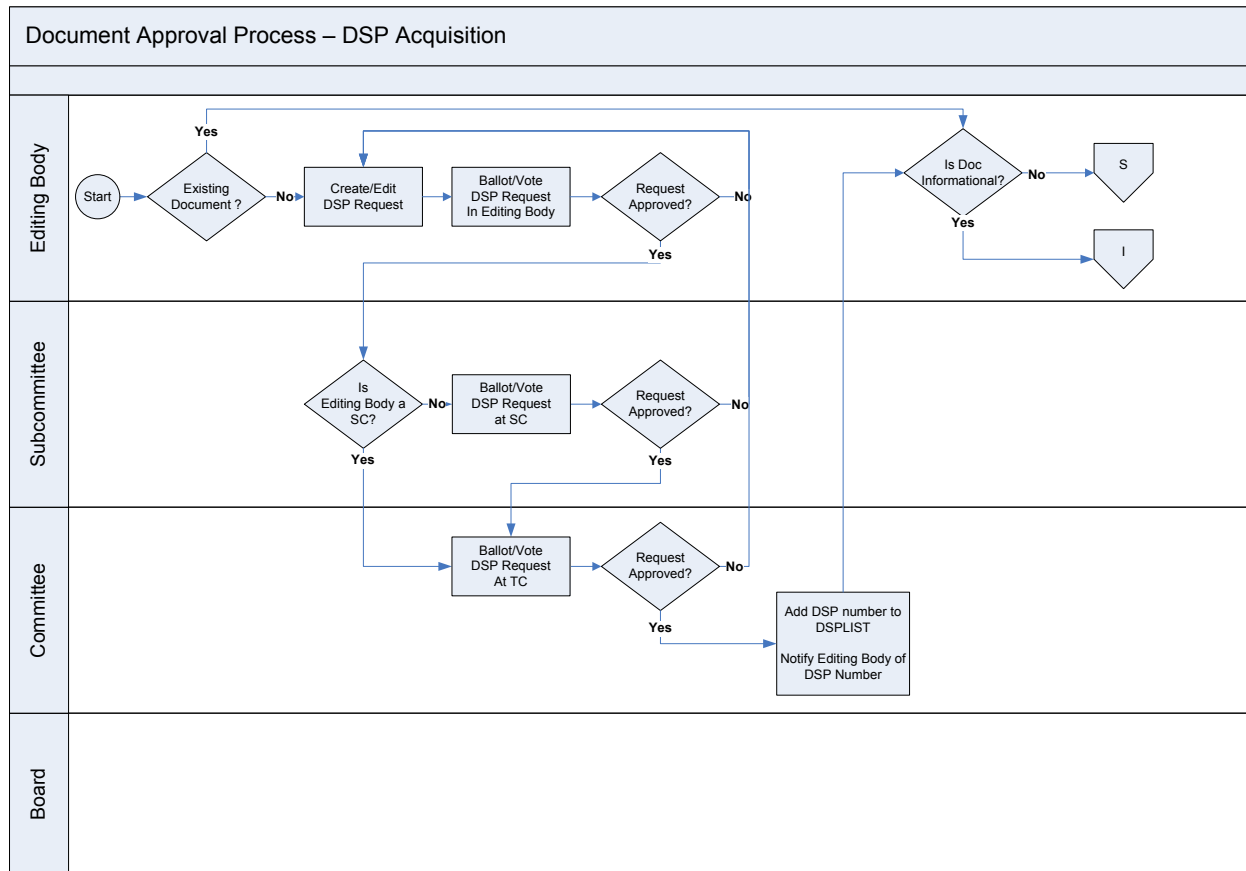 Document Approval Process – DSP Acquisition
Editing Body
Start
Existing
Document ?
Yes
No
Create/Edit
DSP Request
Ballot/Vote
DSP Request
In Editing Body
Request
Approved?
No
Yes
Is Doc
Informational?
No
Yes
S
I
Subcommittee
Is
Editing Body a
SC?
No
Yes
Ballot/Vote
DSP Request
at SC
Request
Approved?
No
Yes
Committee
Ballot/Vote
DSP Request
At TC
Request
Approved?
No
Yes
Add DSP number to
DSPLIST
Notify Editing Body of
DSP Number
Board